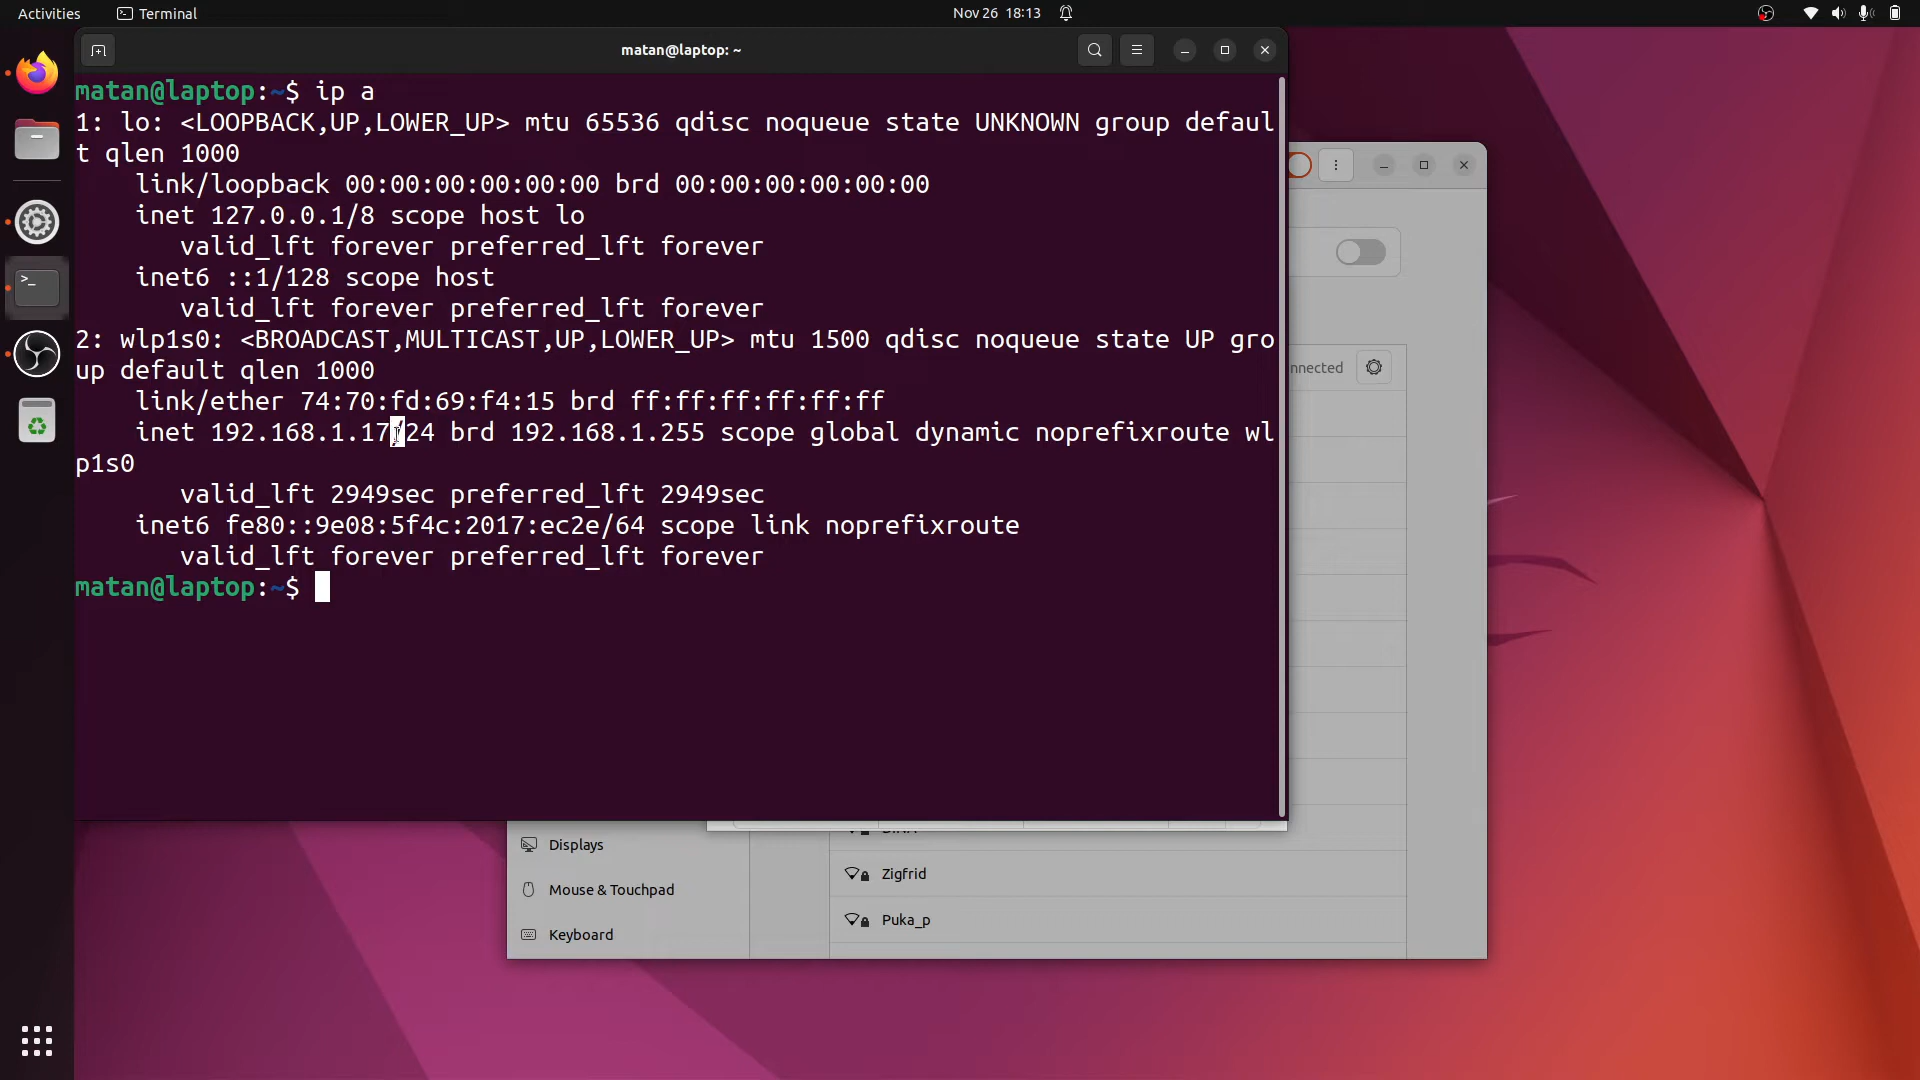 Activities Terminal Nov 26 18:13
matan@laptop: ~
matan@laptop:~$ ip a
1: lo: <LOOPBACK,UP,LOWER_UP> mtu 65536 qdisc noqueue state UNKNOWN group defaul
t qlen 1000
link/loopback 00:00:00:00:00:00 brd 00:00:00:00:00:00
inet 127.0.0.1/8 scope host lo
valid_lft forever preferred_lft forever
inet6 ::1/128 scope host
valid_lft forever preferred_lft forever
2: wlp1s0: <BROADCAST,MULTICAST,UP,LOWER_UP> mtu 1500 qdisc noqueue state UP gro
up default qlen 1000
link/ether 74:70:fd:69:f4:15 brd ff:ff:ff:ff:ff:ff
inet 192.168.1.17/24 brd 192.168.1.255 scope global dynamic noprefixroute wl
p1s0
valid_lft 2949sec preferred_lft 2949sec
inet6 fe80::9e08:5f4c:2017:ec2e/64 scope link noprefixroute
valid_lft forever preferred_lft forever
matan@laptop:~$
nnected
Displays
Mouse & Touchpad
Keyboard
Zigfrid
Puka_p